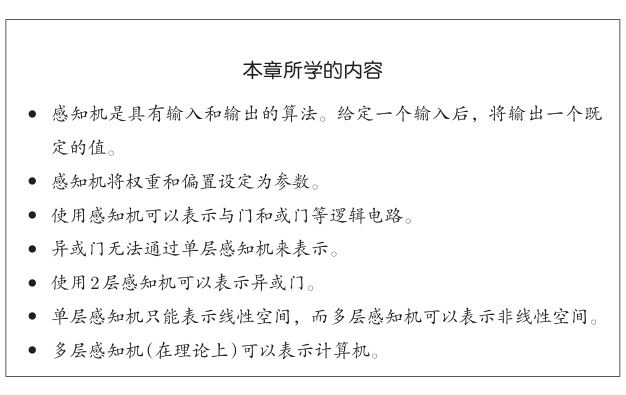 本章所学的内容
● 感知机是具有输入和输出的算法。给定一个输入后，将输出一个既
定的值。
● 感知机将权重和偏置设定为参数。
● 使用感知机可以表示与门和或门等逻辑电路。
● 异或门无法通过单层感知机来表示。
● 使用2层感知机可以表示异或门。
● 单层感知机只能表示线性空间，而多层感知机可以表示非线性空间。
● 多层感知机(在理论上)可以表示计算机。